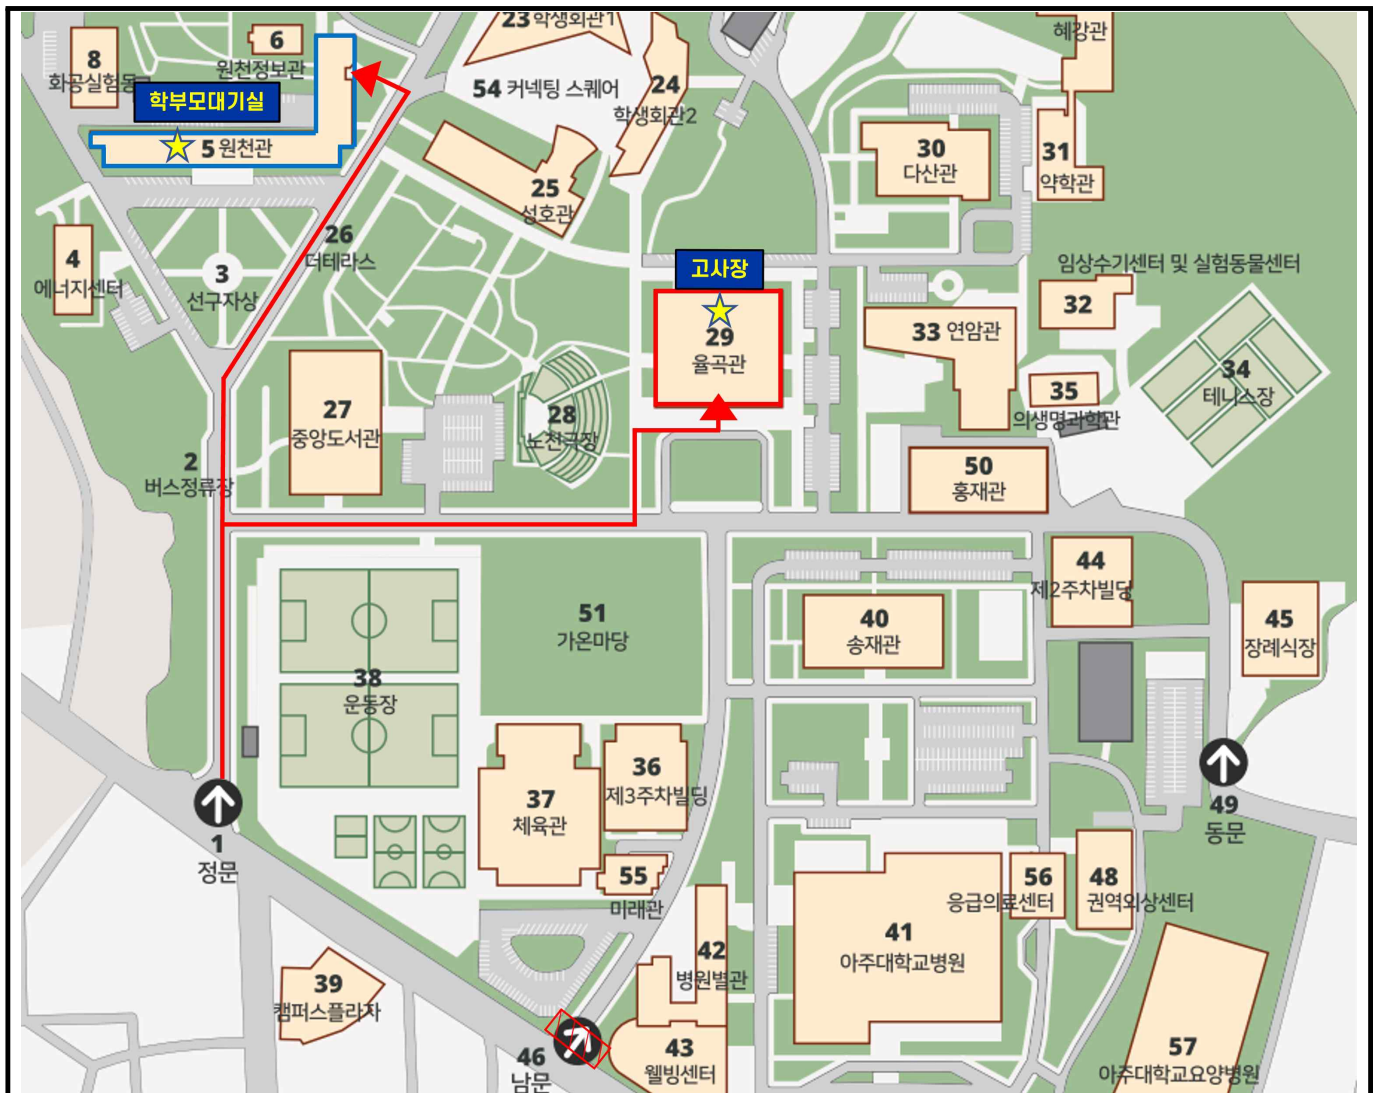 23 학생회관1
혜강관
8
화공실험동
6
원천정보관
54 커넥팅 스퀘어
24
학생회관2
학부모대기실
5 원천관
25
성호관
30
다산관
31
약학관
4
에너지센터
3
선구자상
26
더테라스
고사장
29
율곡관
임상수기센터 및 실험동물센터
32
33 연암관
34
테니스장
35
의생명과학관
27
중앙도서관
28
노천극장
2
버스정류장
50
홍재관
51
가온마당
44
제2주차빌딩
40
송재관
45
장례식장
38
운동장
36
제3주차빌딩
37
체육관
49
동문
1
정문
55
미래관
56
응급의료센터
48
권역외상센터
41
아주대학교병원
42
병원별관
39
캠퍼스플라자
46
남문
43
웰빙센터
57
아주대학교요양병원